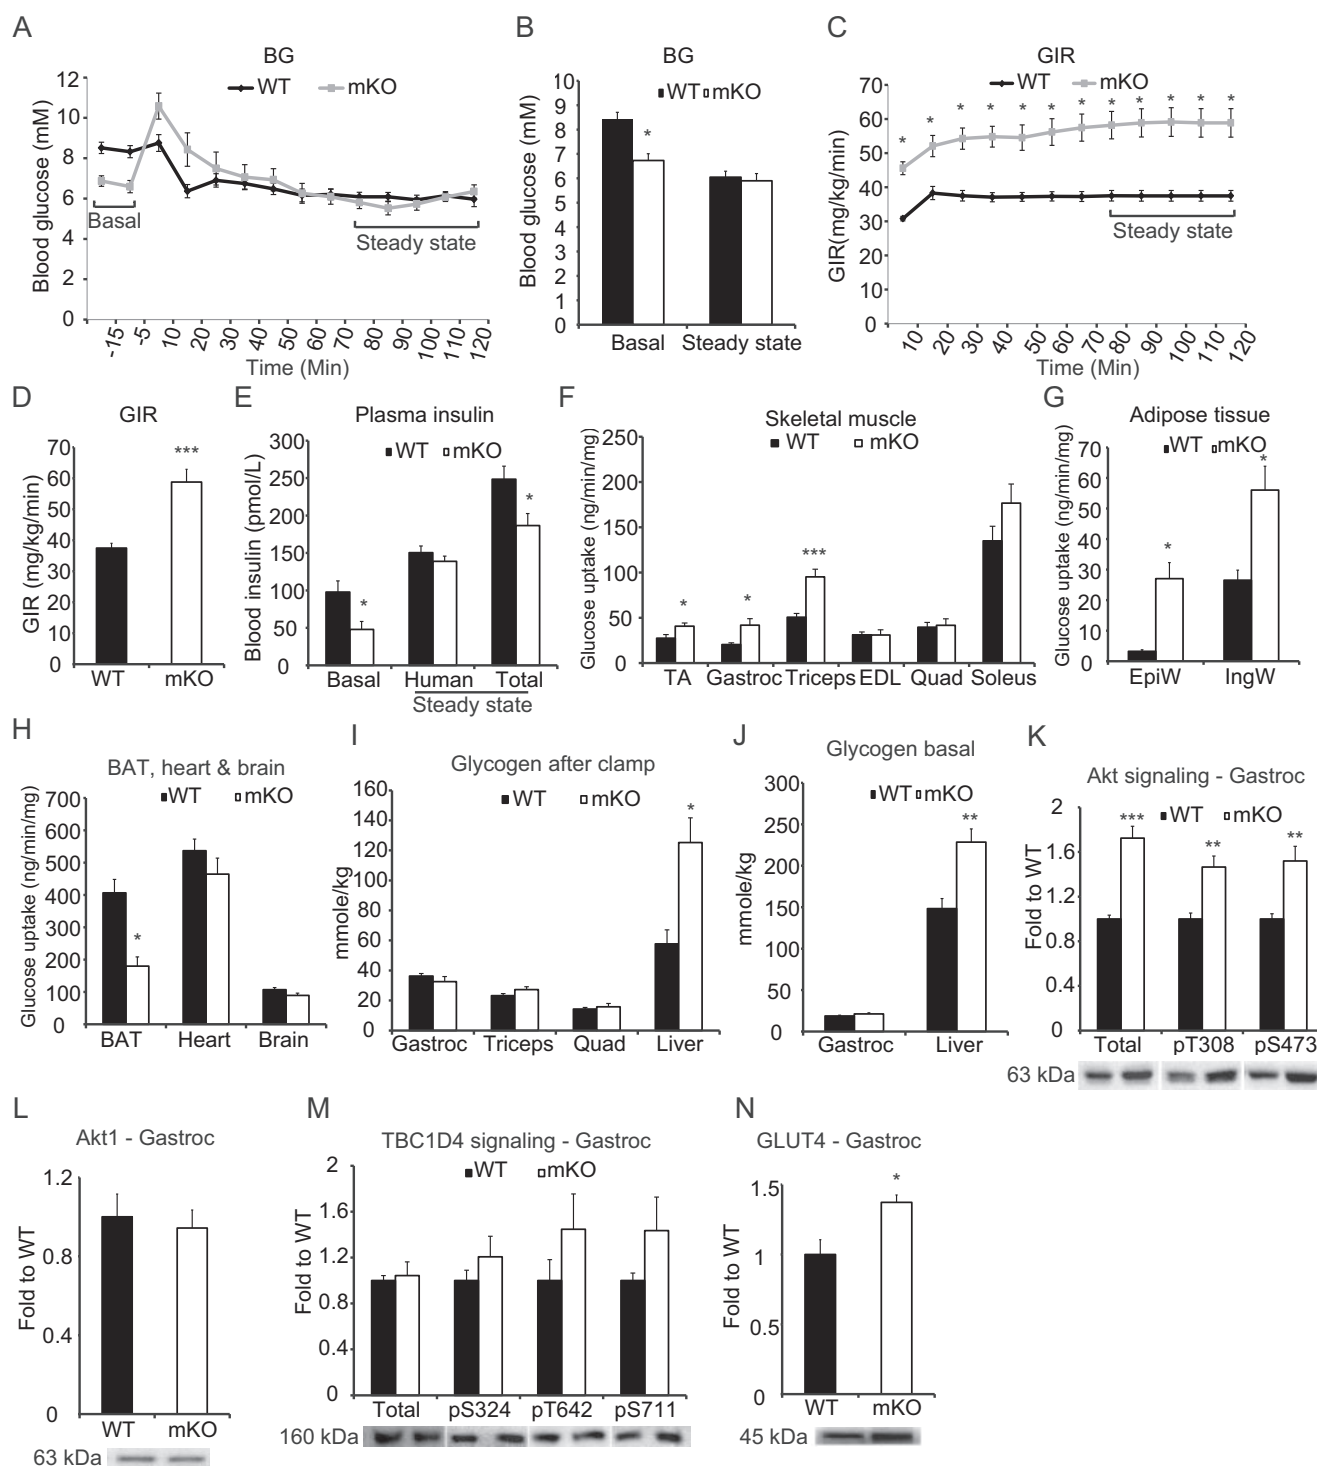 A
BG
WT mKO
Blood glucose (mM)
12
10
8
6
4
2
0
Basal
Steady state
-15 -5 10 20 30 40 50 60 70 80 90 100 110 120
Time (Min)
B
BG
WT mKO
Blood glucose (mM)
10
9
8
7
6
5
4
3
2
1
0
*
Basal Steady state
C
GIR
WT mKO
GIR(mg/kg/min)
70
60
50
40
30
20
10
0
* * * * * * * * * * * *
Steady state
10 20 30 40 50 60 70 80 90 100 110 120
Time (Min)
D
GIR
GIR (mg/kg/min)
70
60
50
40
30
20
10
0
***
WT mKO
E
Plasma insulin
WT mKO
Blood insulin (pmol/L)
300
250
200
150
100
50
0
* *
Basal Human Total
Steady state
F
Skeletal muscle
WT mKO
Glucose uptake (ng/min/mg)
250
200
150
100
50
0
* * ***
TA Gastroc Triceps EDL Quad Soleus
G
Adipose tissue
WT mKO
Glucose uptake (ng/min/mg)
70
60
50
40
30
20
10
0
* *
EpiW IngW
H
BAT, heart & brain
WT mKO
Glucose uptake (ng/min/mg)
700
600
500
400
300
200
100
0
*
BAT Heart Brain
I
Glycogen after clamp
WT mKO
mmole/kg
160
140
120
100
80
60
40
20
0
*
Gastroc Triceps Quad Liver
J
Glycogen basal
WT mKO
mmole/kg
300
250
200
150
100
50
0
**
Gastroc Liver
K
Akt signaling - Gastroc
WT mKO
Fold to WT
2
1.6
1.2
0.8
0.4
0
*** ** **
Total pT308 pS473
63 kDa
L
Akt1 - Gastroc
Fold to WT
1.2
0.8
0.4
0
WT mKO
63 kDa
M
TBC1D4 signaling - Gastroc
WT mKO
Fold to WT
2
1.6
1.2
0.8
0.4
0
Total pS324 pT642 pS711
160 kDa
N
GLUT4 - Gastroc
Fold to WT
1.5
1
0.5
0
*
WT mKO
45 kDa